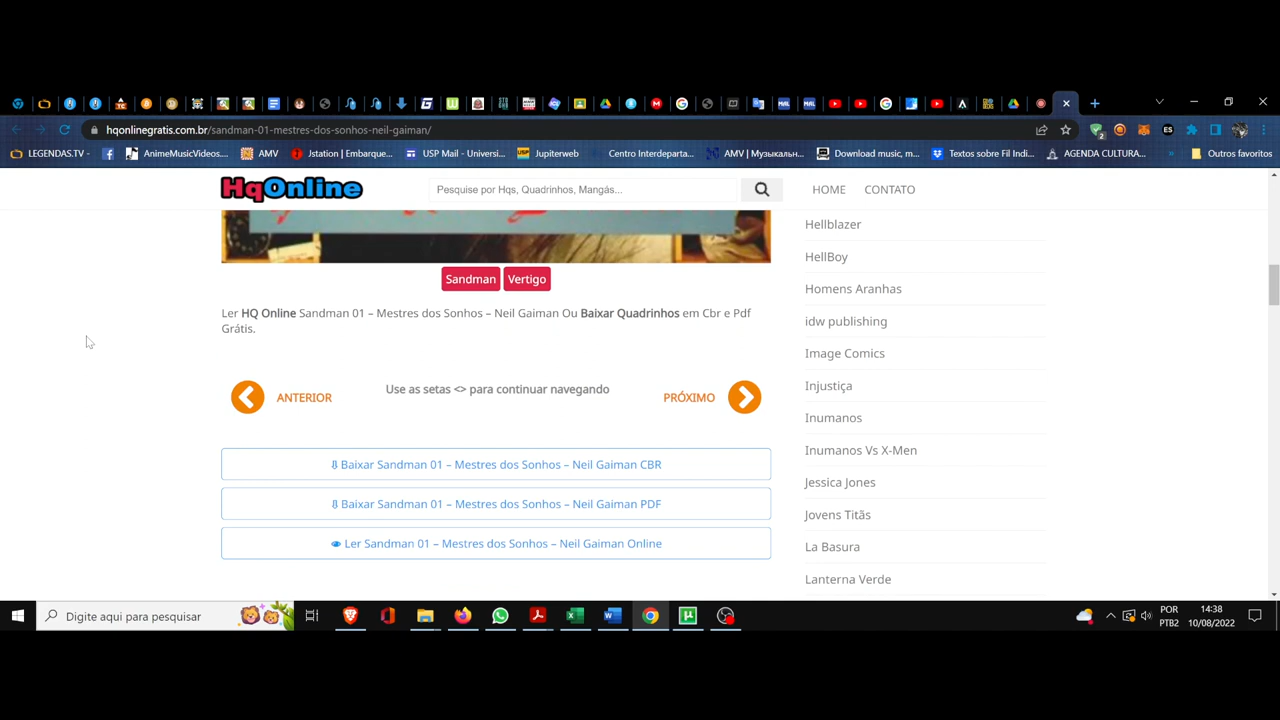 hqonlinegratis.com.br/sandman-01-mestres-dos-sonhos-neil-gaiman/
LEGENDAS.TV -
AnimeMusicVideos....
AMV
Jstation | Embarque...
USP Mail - Universi...
Jupiterweb
Centro Interdeparta...
AMV | Музыкальн...
Download music, m...
Textos sobre Fil Indi...
AGENDA CULTURA...
»
Outros favoritos
HqOnline
Pesquise por Hqs, Quadrinhos, Mangás...
HOME
CONTATO
Sandman
Vertigo
Ler HQ Online Sandman 01 – Mestres dos Sonhos – Neil Gaiman Ou Baixar Quadrinhos em Cbr e Pdf
Grátis.
ANTERIOR
Use as setas <> para continuar navegando
PRÓXIMO
⇩ Baixar Sandman 01 – Mestres dos Sonhos – Neil Gaiman CBR
⇩ Baixar Sandman 01 – Mestres dos Sonhos – Neil Gaiman PDF
Ler Sandman 01 – Mestres dos Sonhos – Neil Gaiman Online
Hellblazer
HellBoy
Homens Aranhas
idw publishing
Image Comics
Injustiça
Inumanos
Inumanos Vs X-Men
Jessica Jones
Jovens Titãs
La Basura
Lanterna Verde
Digite aqui para pesquisar
POR
PTB2
14:38
10/08/2022